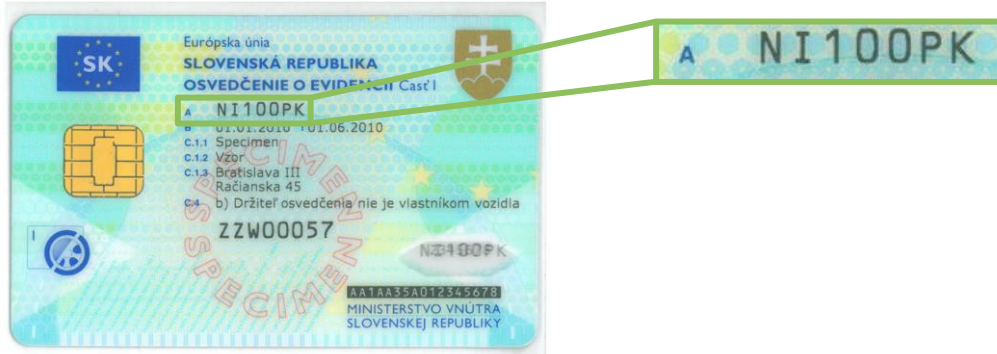 SK
Európska únia
SLOVENSKÁ REPUBLIKA
OSVEDČENIE O EVIDENCII Časť I
A NI100PK
B 01.01.2010 01.06.2010
C.1.1 Specimen
C.1.2 Vzor
C.1.3 Bratislava III
Račianska 45
C.4 b) Držiteľ osvedčenia nie je vlastníkom vozidla
ZZW00057
SPECIMEN
SPECIMEN
I
AA1AA35A012345678
MINISTERSTVO VNÚTRA
SLOVENSKEJ REPUBLIKY
A NI100PK